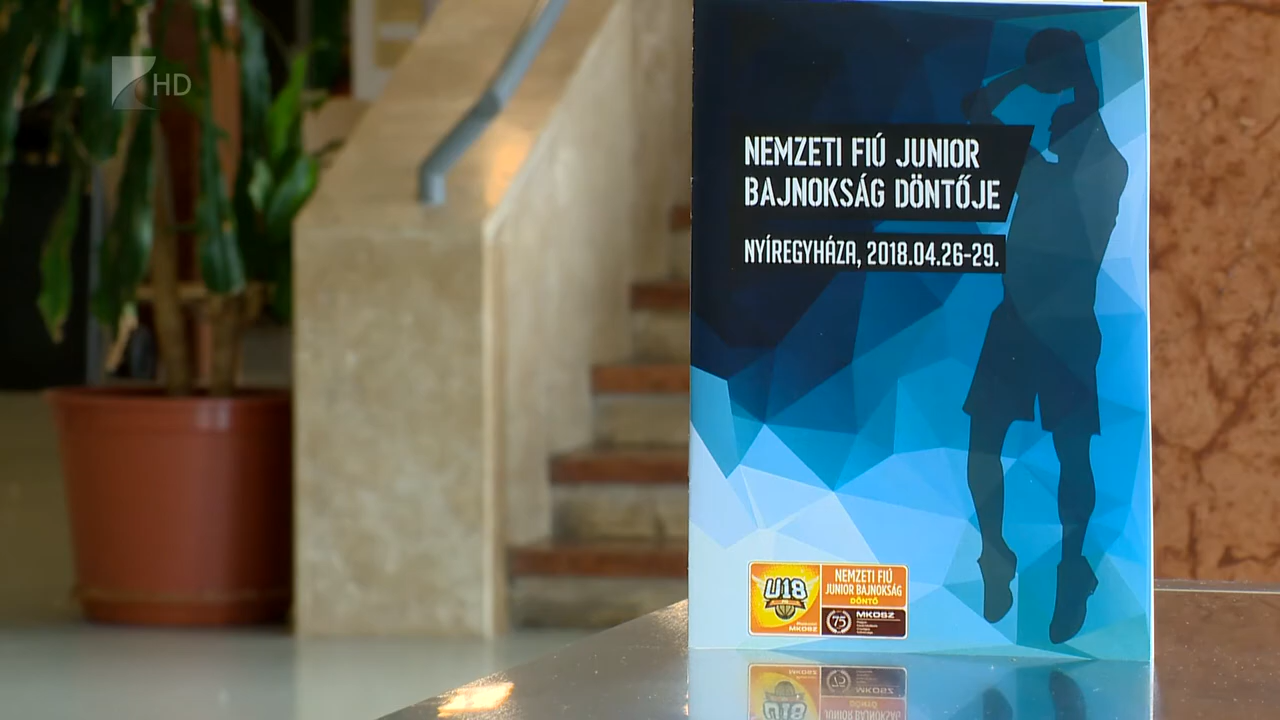 HD
NEMZETI FIÚ JUNIOR
BAJNOKSÁG DÖNTŐJE
NYÍREGYHÁZA, 2018.04.26-29.
U18
MKOSZ
NEMZETI FIÚ
JUNIOR BAJNOKSÁG
DÖNTŐ
75
MKOSZ